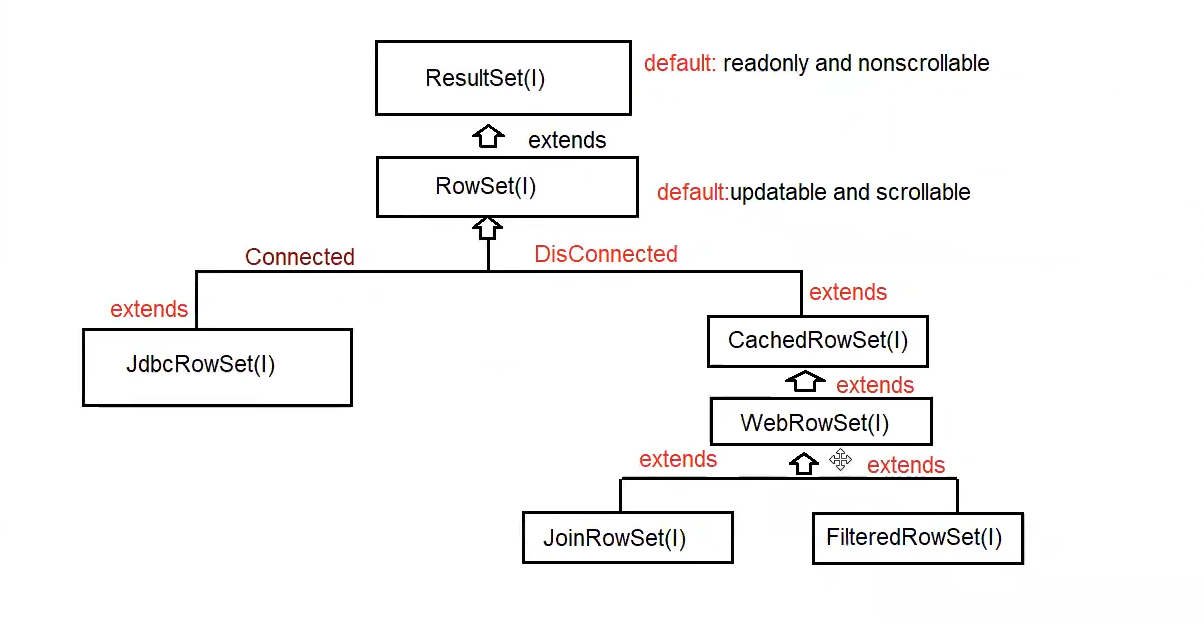 ResultSet(I)
default: readonly and nonscrollable
extends
RowSet(I)
default:updatable and scrollable
Connected
DisConnected
extends
extends
JdbcRowSet(I)
CachedRowSet(I)
extends
WebRowSet(I)
extends
extends
JoinRowSet(I)
FilteredRowSet(I)